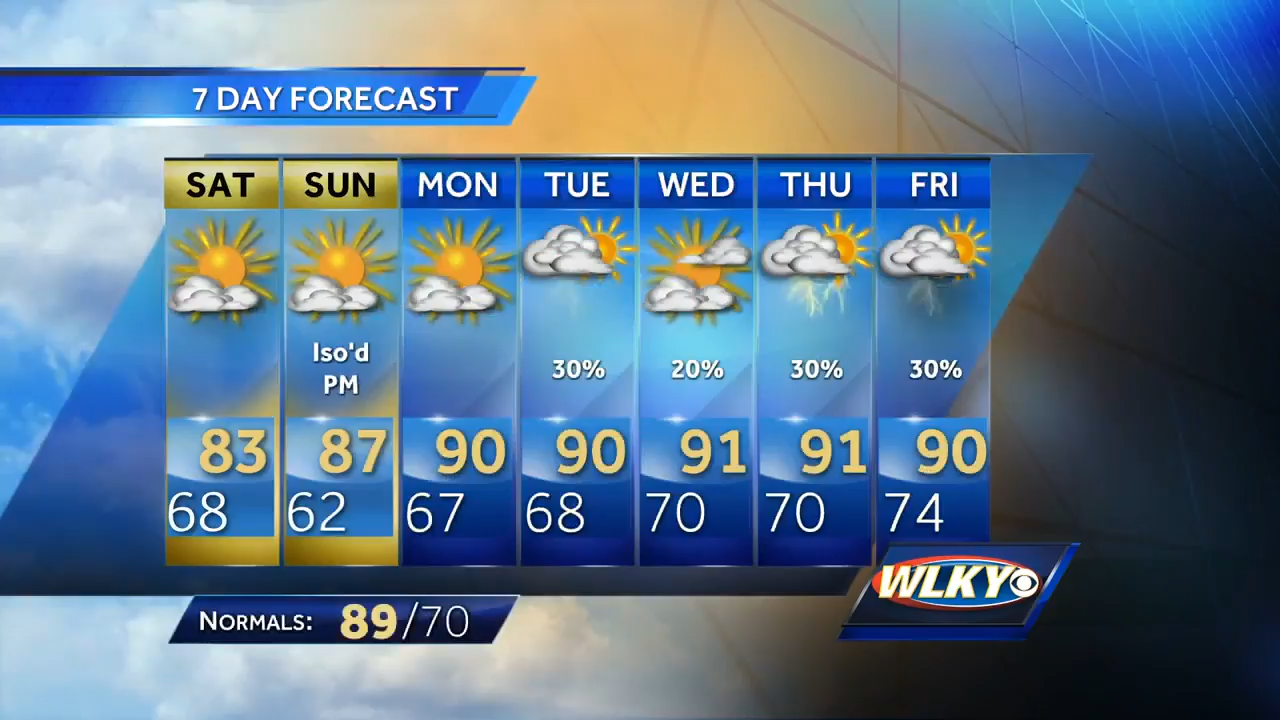 7 DAY FORECAST
SAT SUN MON TUE WED THU FRI
Iso'd
PM
30% 20% 30% 30%
83 87 90 90 91 91 90
68 62 67 68 70 70 74
WLKY
NORMALS: 89/70